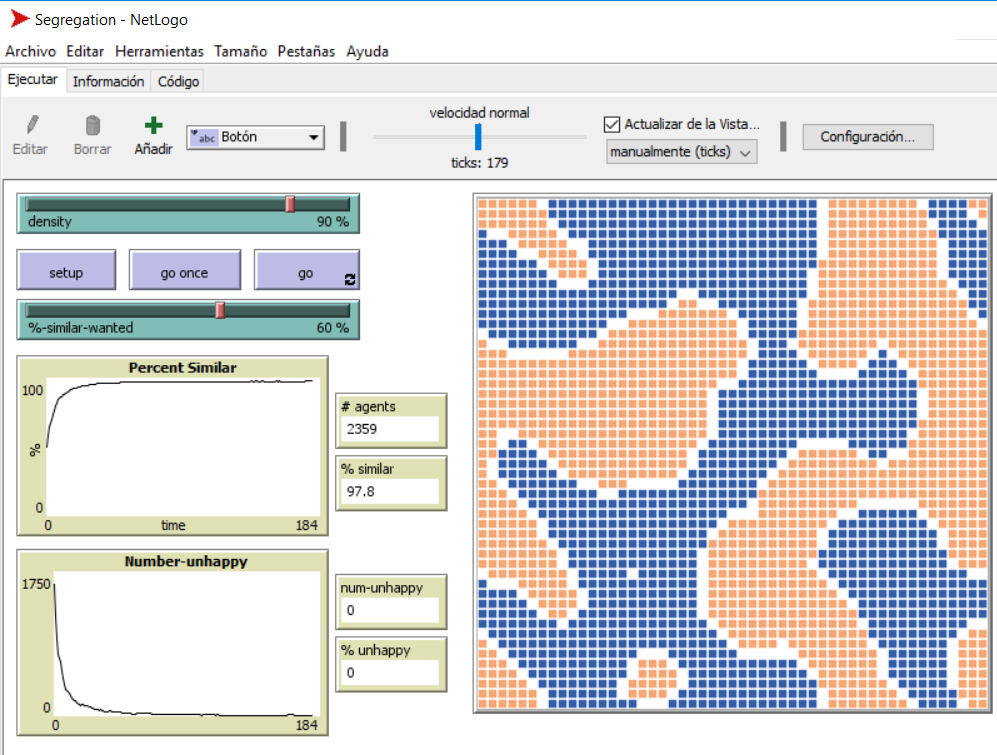 Segregation - NetLogo
Archivo Editar Herramientas Tamaño Pestañas Ayuda
Ejecutar Información Código
Editar Borrar Añadir abc Botón
velocidad normal
ticks: 179
Actualizar de la Vista...
manualmente (ticks)
Configuración...
density 90 %
setup go once go
%-similar-wanted 60 %
Percent Similar
100
%
0
0 time 184
# agents
2359
% similar
97.8
Number-unhappy
1750
0
0 184
num-unhappy
0
% unhappy
0